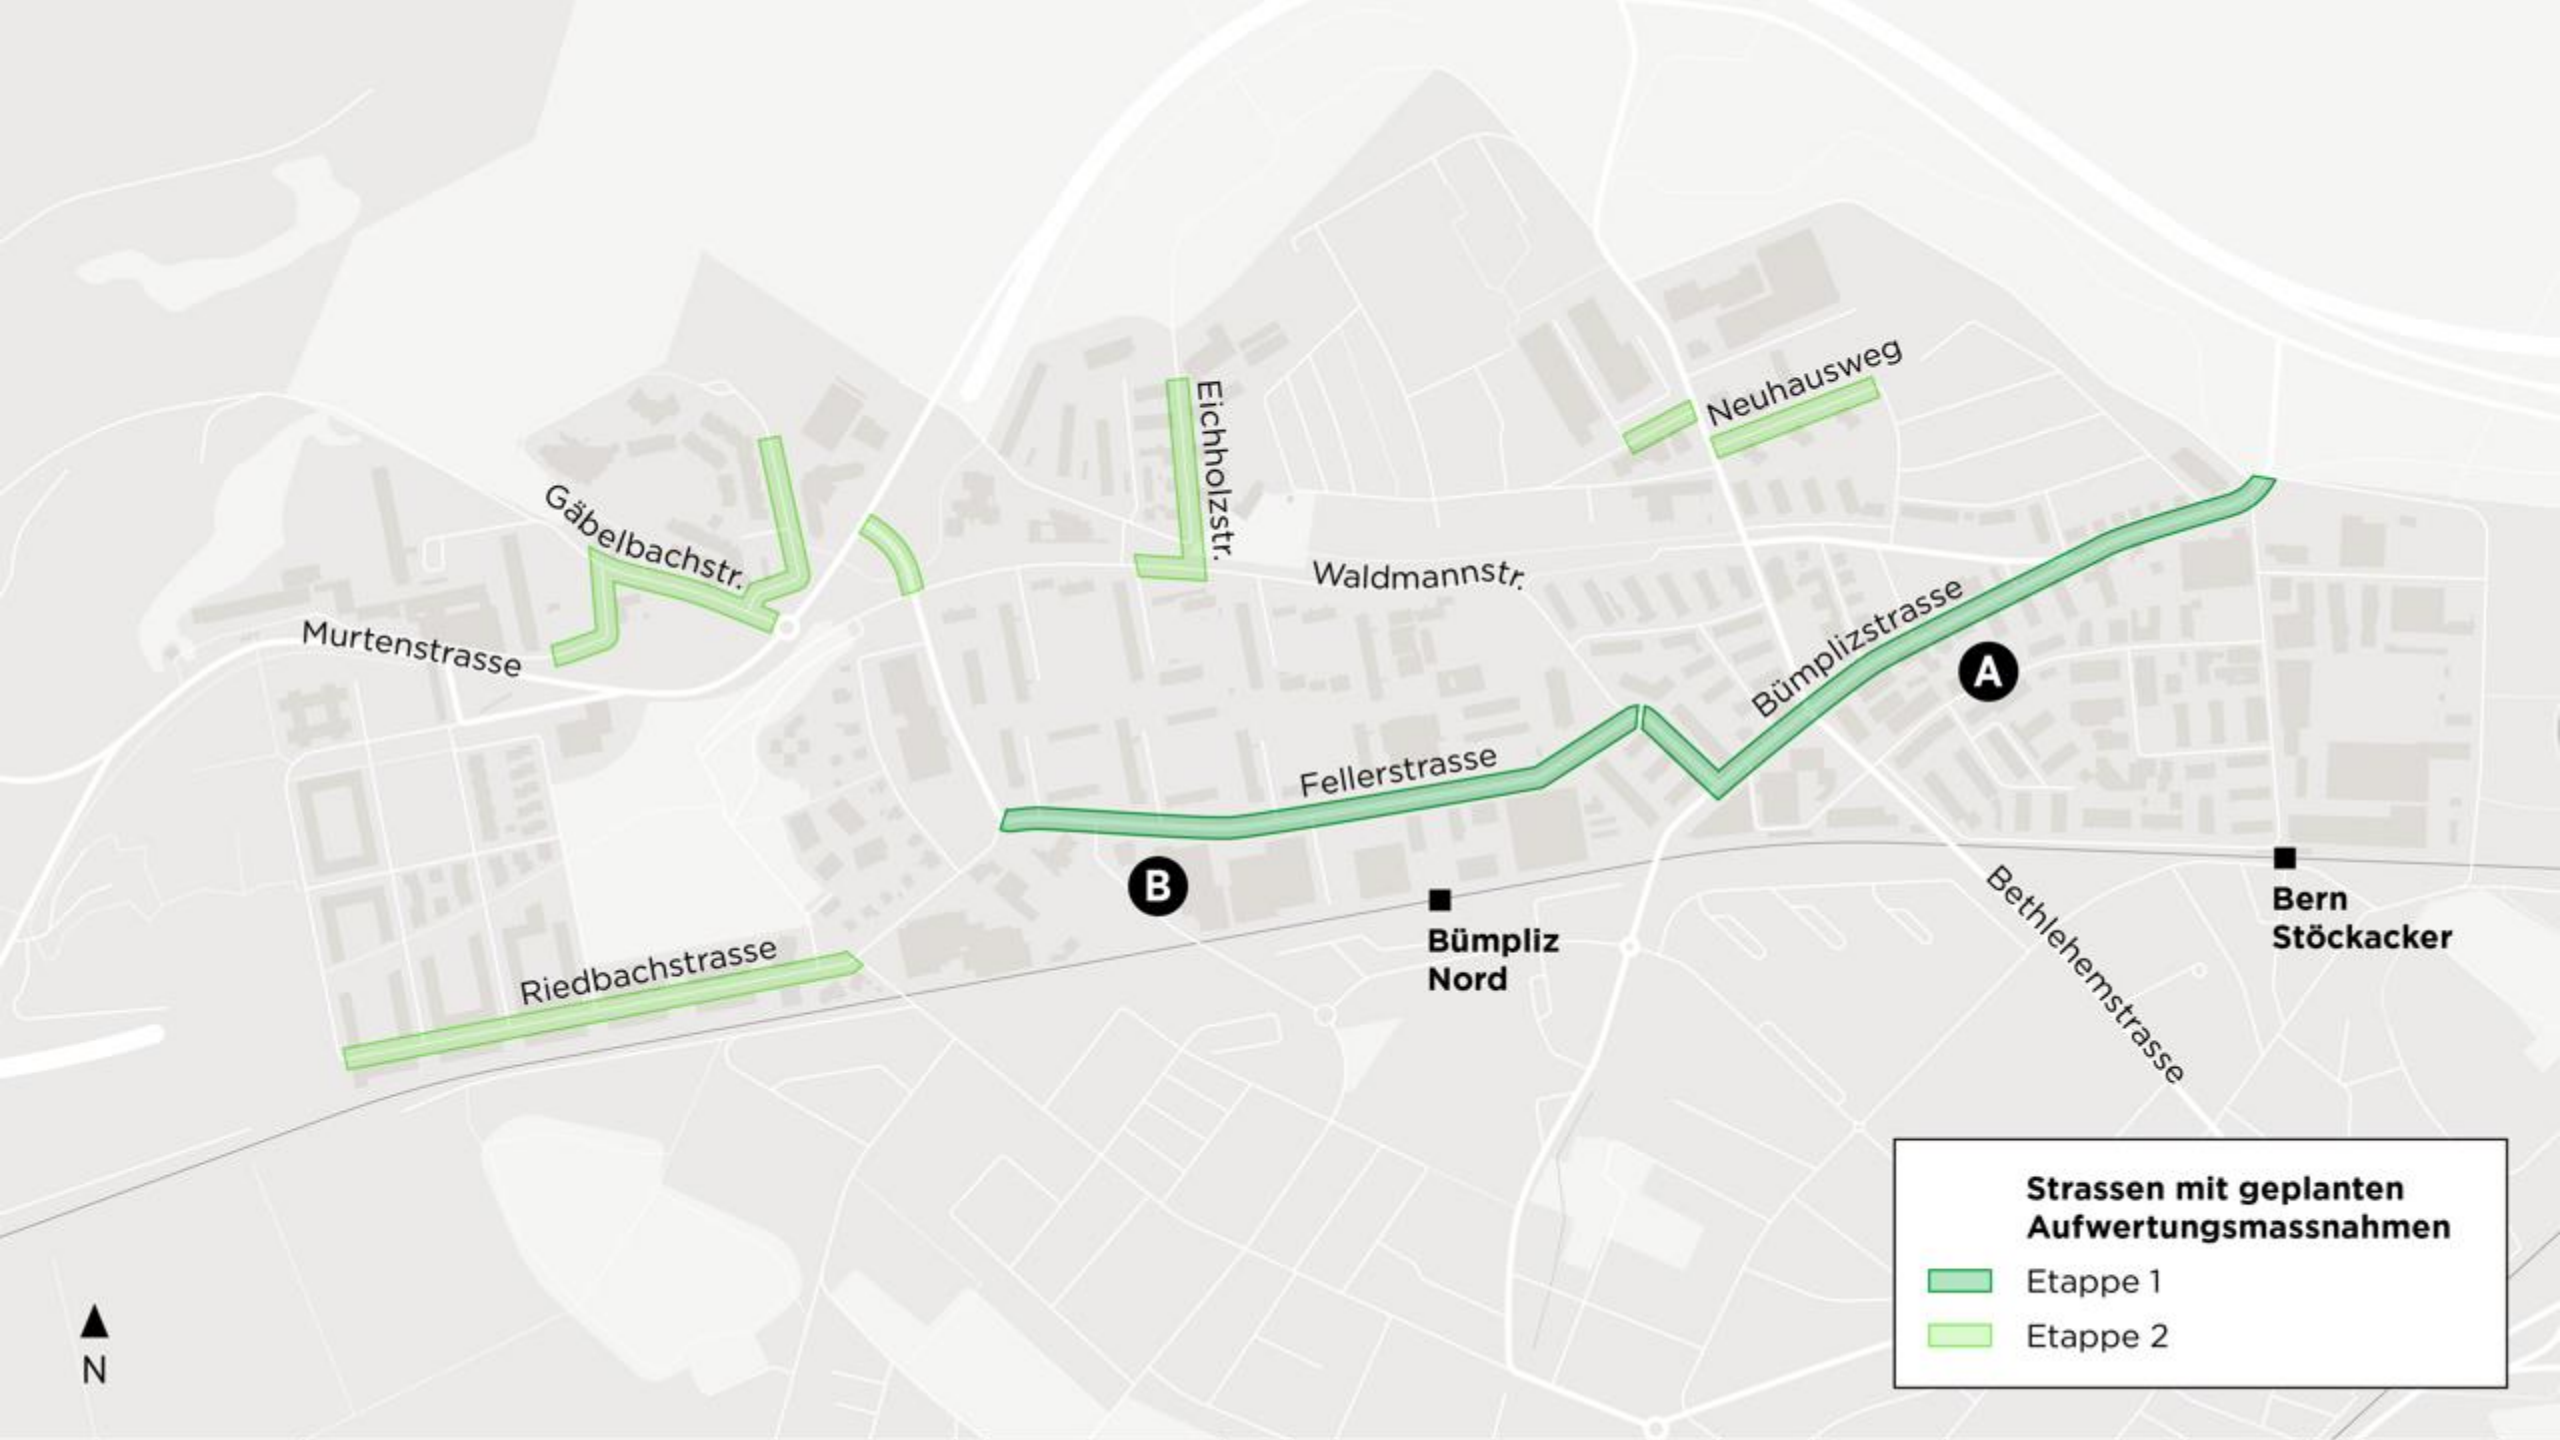 Neuhausweg
Eichholzstr.
Gäbelbachstr.
Waldmannstr.
Murtenstrasse
Bümplizstrasse
A
Fellerstrasse
B
Bern
Stöckacker
Bümpliz
Nord
Bethlehemstrasse
Riedbachstrasse
Strassen mit geplanten
Aufwertungsmassnahmen
Etappe 1
Etappe 2
N